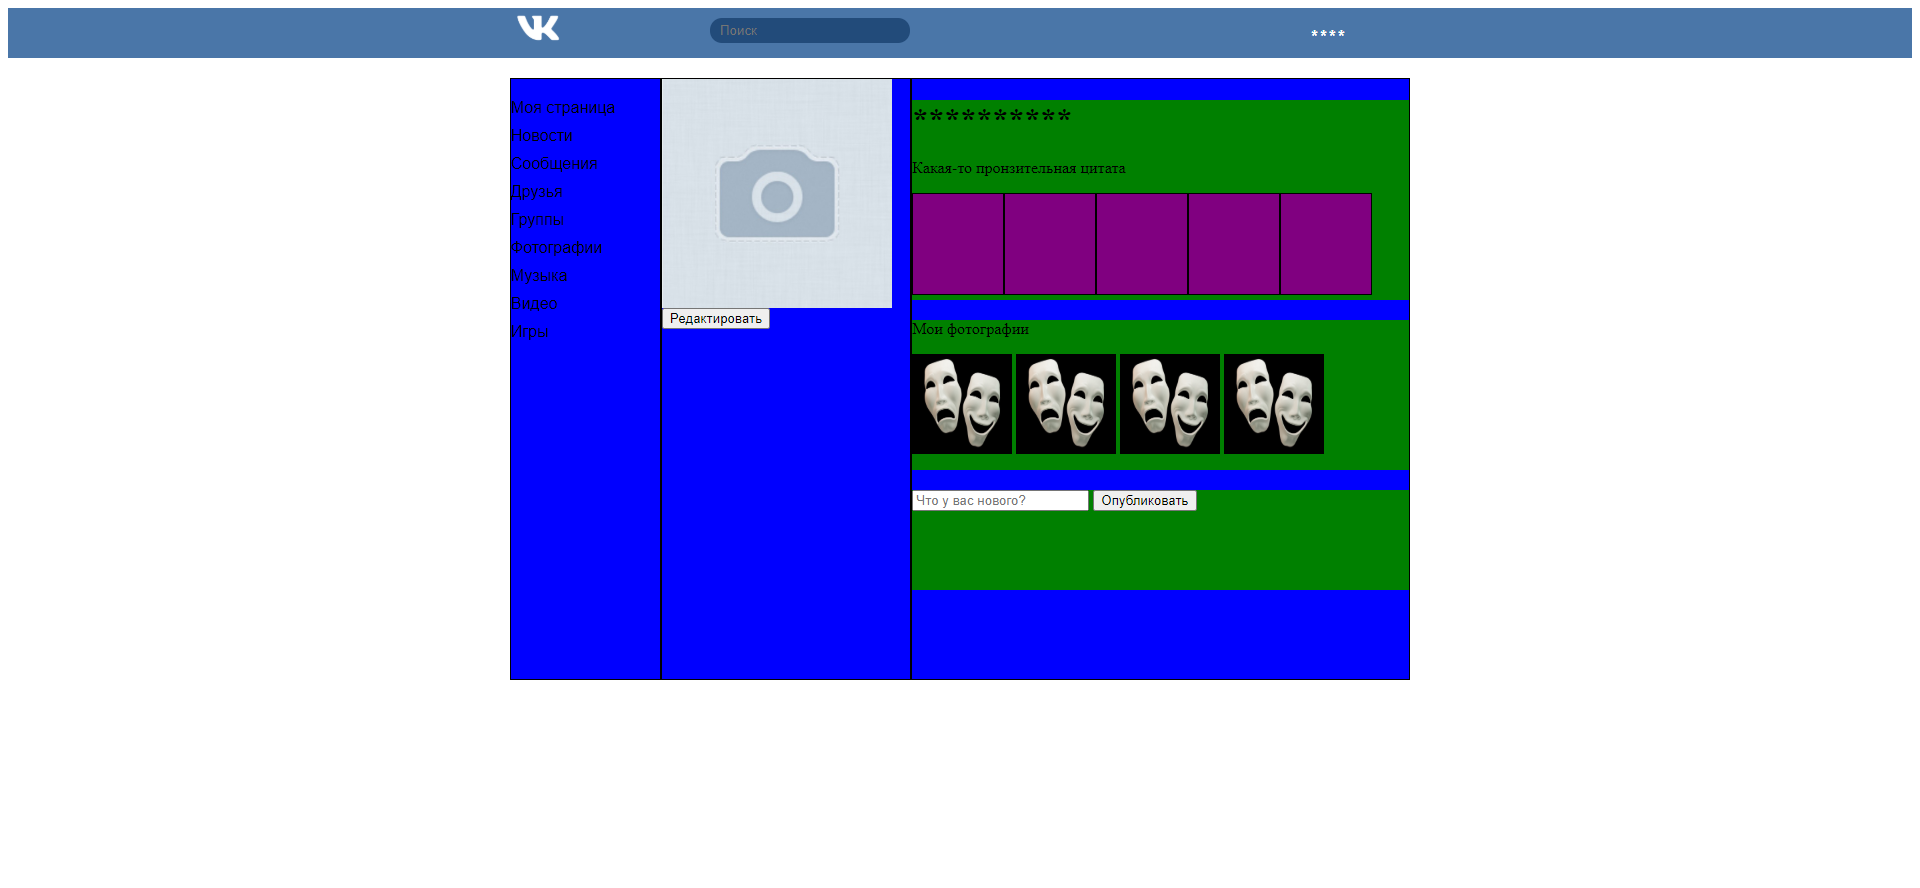 Поиск
****
Моя страница
Новости
Сообщения
Друзья
Группы
Фотографии
Музыка
Видео
Игры
Редактировать
**********
Какая-то пронзительная цитата
Мои фотографии
Что у вас нового?
Опубликовать